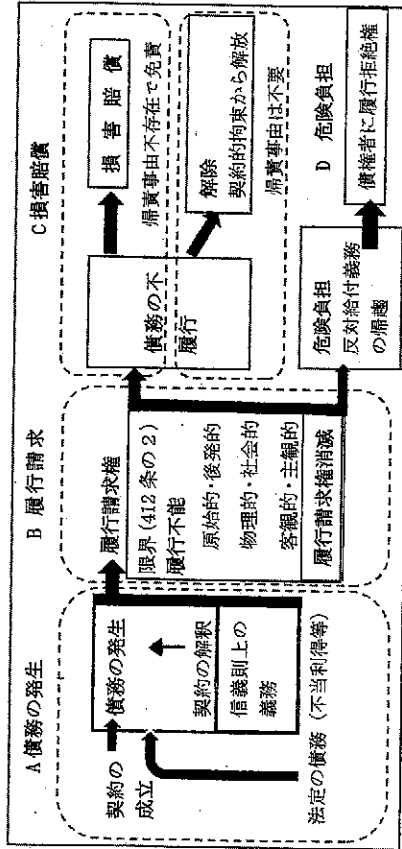 A 債務の発生
契約の
成立
債務の発生
契約の解釈
信義則上の
義務
法定の債務 (不当利得等)
B 履行請求
履行請求権
限界 (412 条の 2)
履行不能
原始的・後発的
物理的・社会的
客観的・主観的
履行請求権消滅
C 損害賠償
債務の不
履行
損害賠償
帰責事由不存在で免責
解除
契約的拘束から解放
帰責事由は不要
D 危険負担
危険負担
反対給付義務
の帰趨
債権者に履行拒絶権